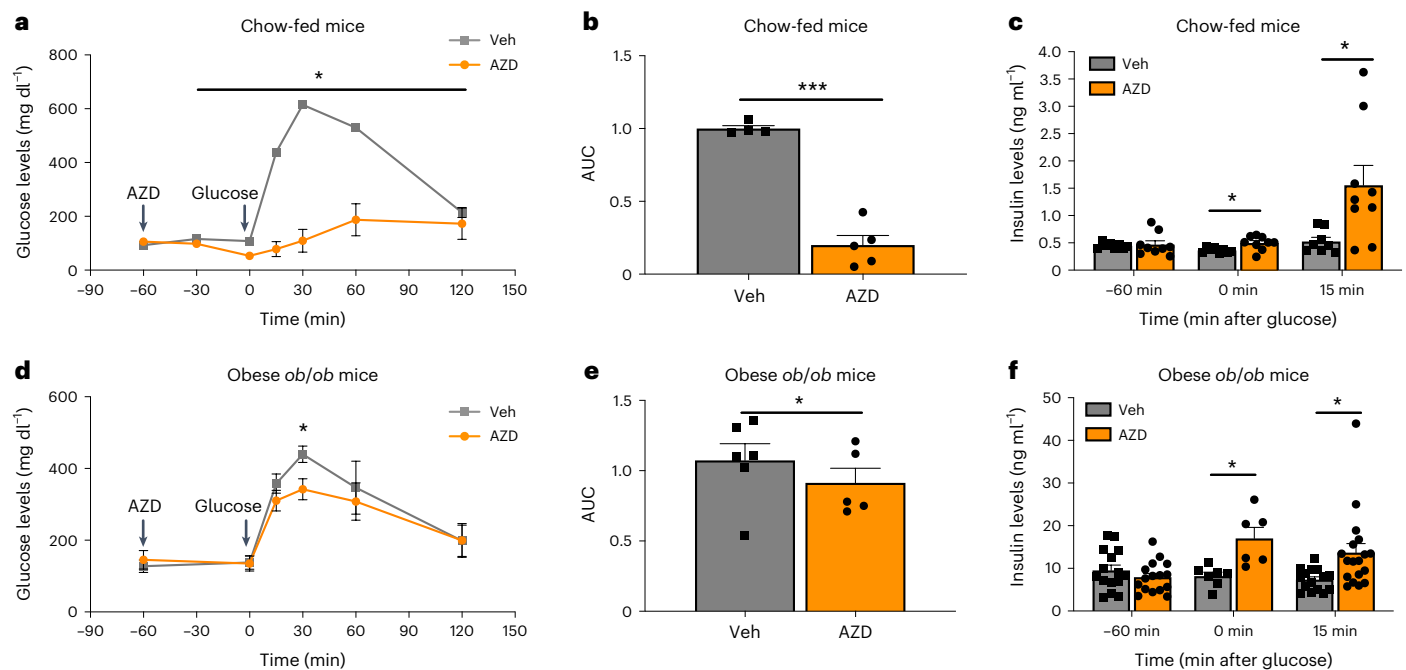 a
Chow-fed mice
Glucose levels (mg dl⁻¹)
800
600
400
200
0
Veh
AZD
*
AZD
Glucose
−90 −60 −30 0 30 60 90 120 150
Time (min)
b
Chow-fed mice
AUC
1.5
1.0
0.5
0
***
Veh AZD
c
Chow-fed mice
Insulin levels (ng ml⁻¹)
4.0
3.5
3.0
2.5
2.0
1.5
1.0
0.5
0
Veh
AZD
*
*
−60 min 0 min 15 min
Time (min after glucose)
d
Obese ob/ob mice
Glucose levels (mg dl⁻¹)
600
400
200
0
Veh
AZD
*
AZD
Glucose
−90 −60 −30 0 30 60 90 120 150
Time (min)
e
Obese ob/ob mice
AUC
1.5
1.0
0.5
0
*
Veh AZD
f
Obese ob/ob mice
Insulin levels (ng ml⁻¹)
50
40
30
20
10
0
Veh
AZD
*
*
−60 min 0 min 15 min
Time (min after glucose)